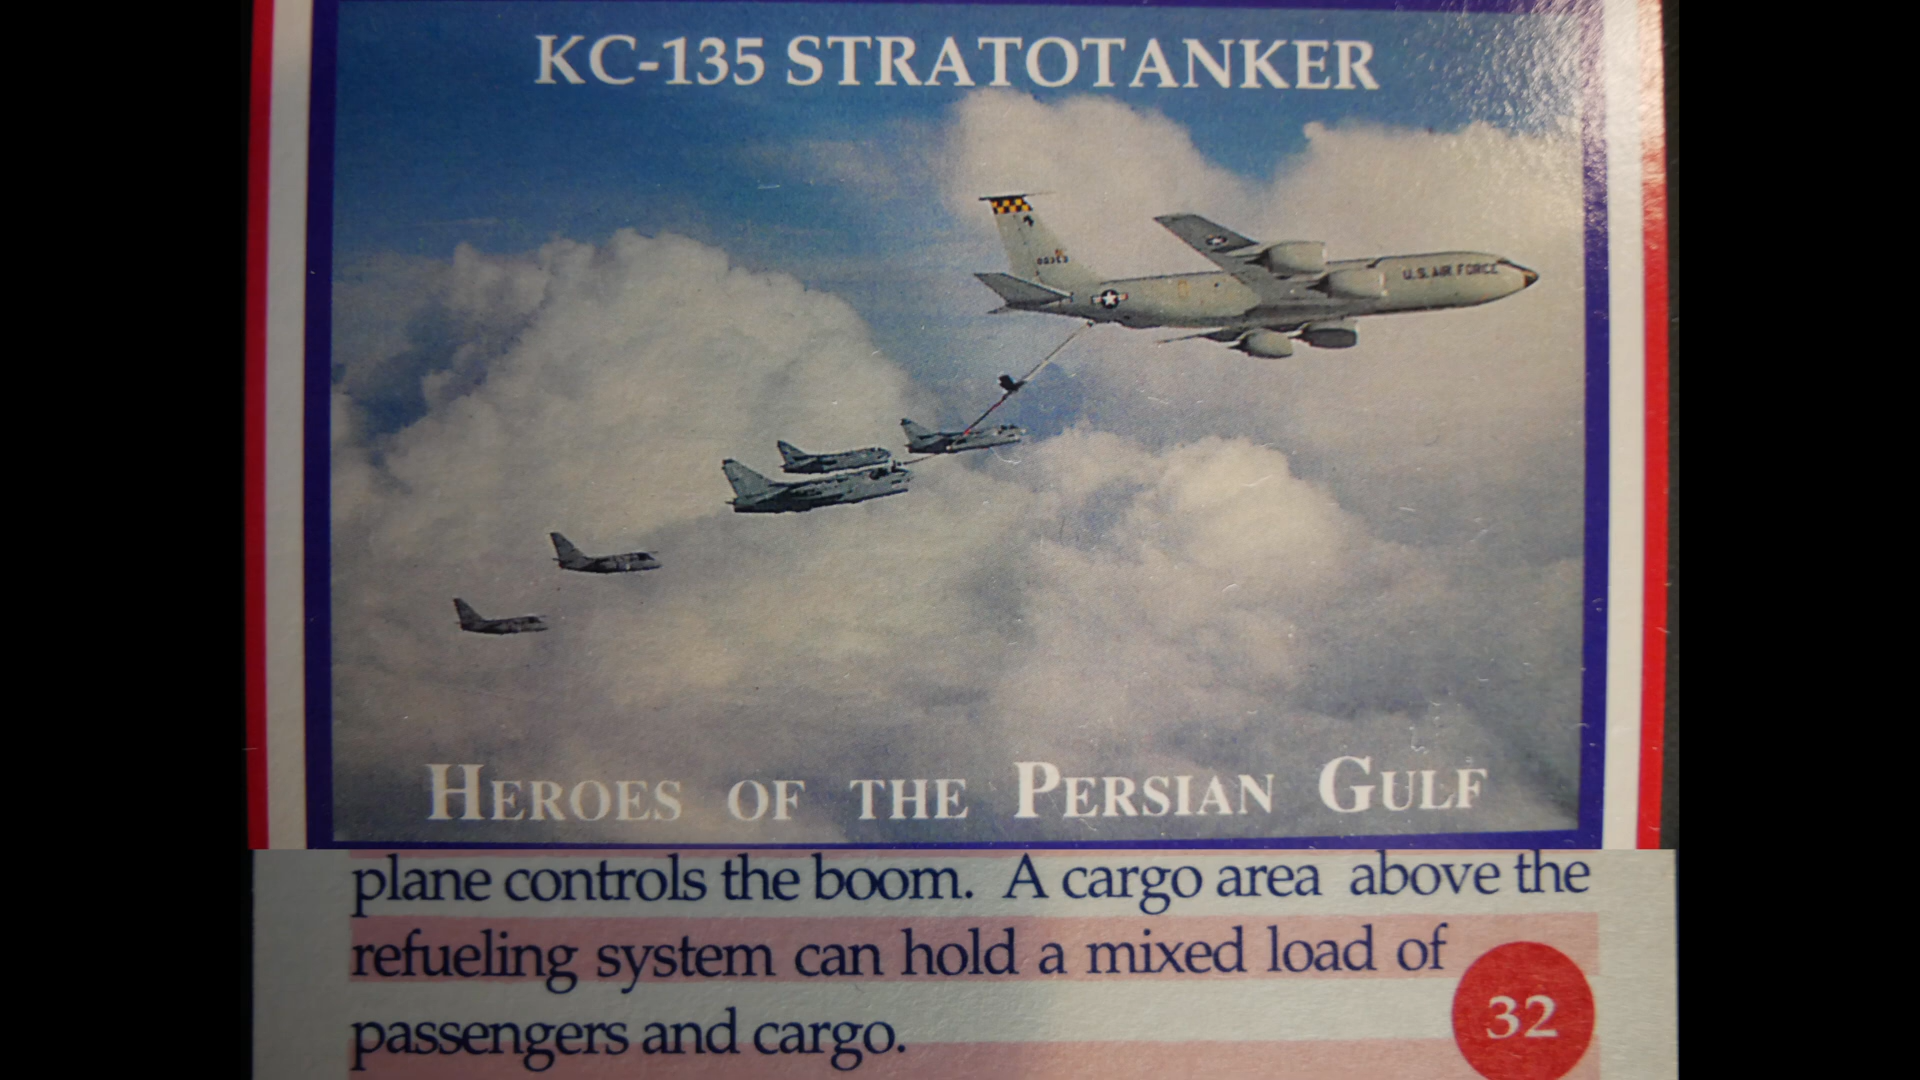 KC-135 STRATOTANKER
U.S. AIR FORCE
HEROES OF THE PERSIAN GULF
plane controls the boom. A cargo area above the
refueling system can hold a mixed load of
passengers and cargo.
32